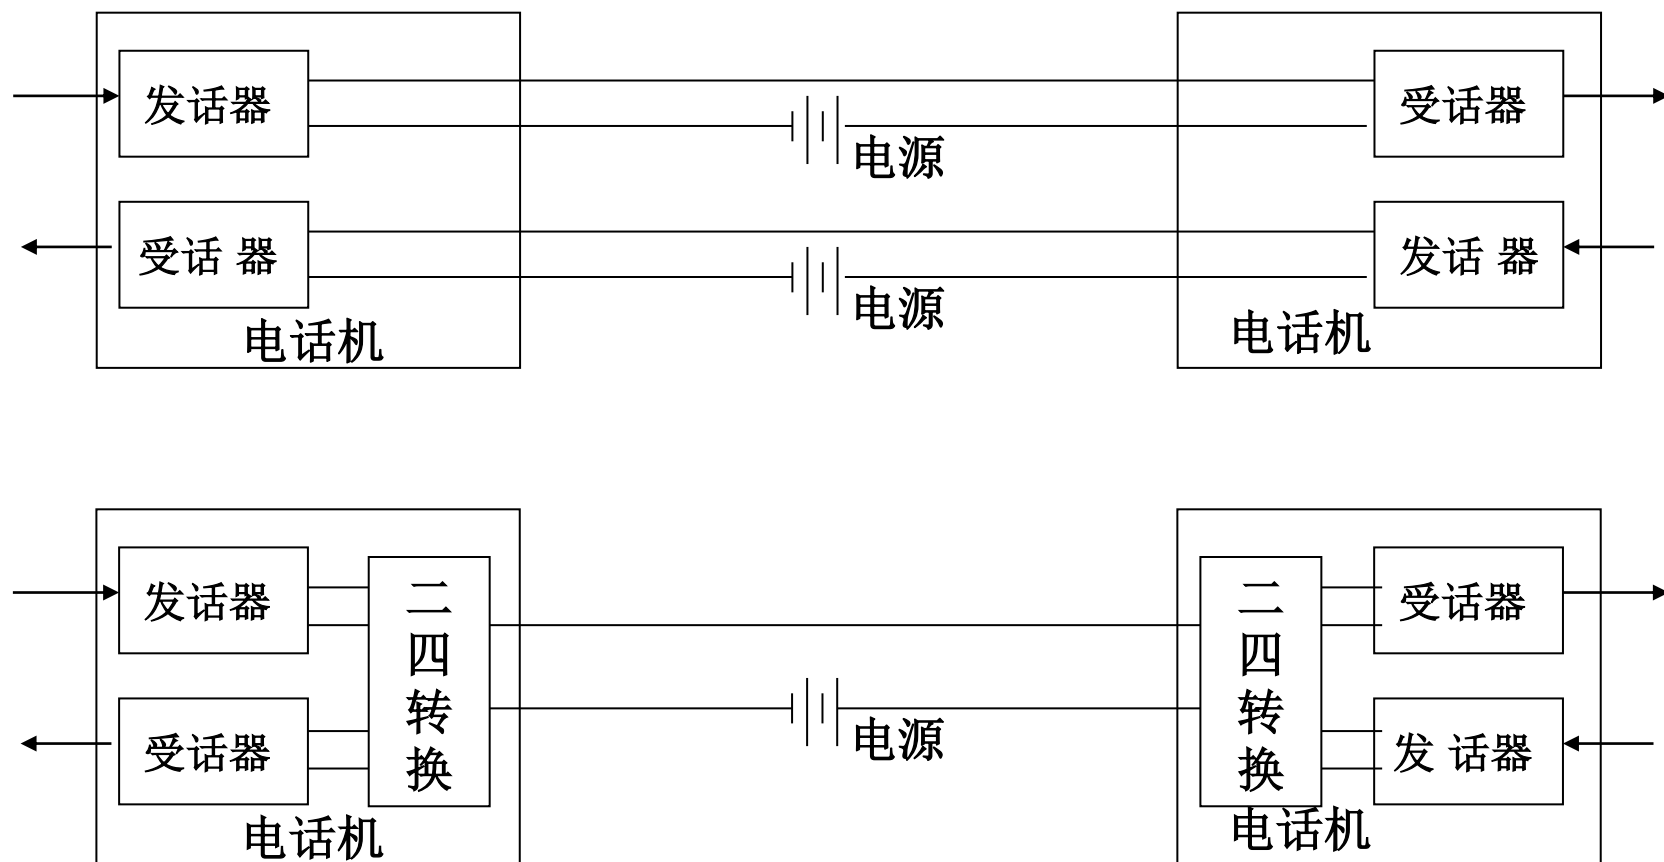 发话器
受话器
电源
受话 器
发话 器
电源
电话机
电话机
发话器
二四转换
二四转换
受话器
受话器
电源
发 话器
电话机
电话机